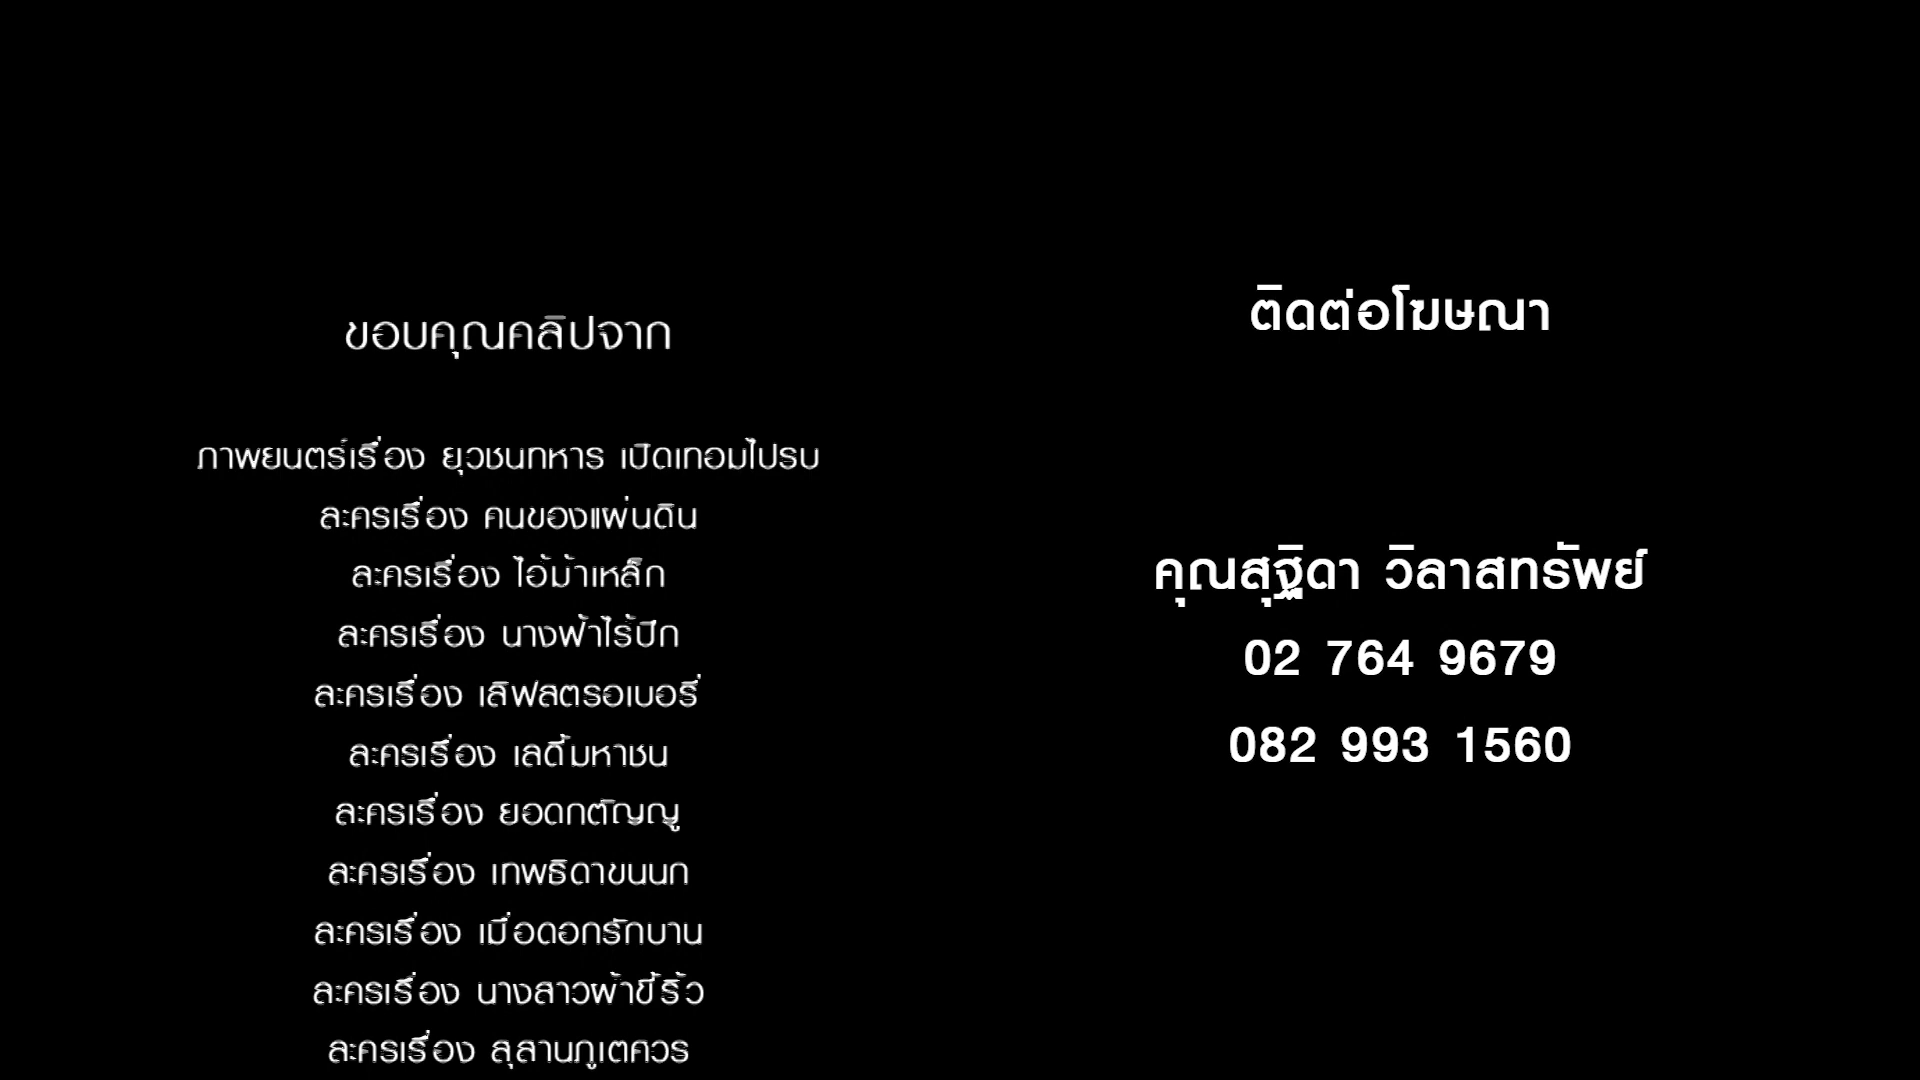 ขอบคุณคลิปจาก
ภาพยนตร์เรื่อง ยุวชนทหาร เปิดเทอมไปรบ
ละครเรื่อง คนของแผ่นดิน
ละครเรื่อง ไอ้ม้าเหล็ก
ละครเรื่อง นางฟ้าไร้ปีก
ละครเรื่อง เลิฟสตรอเบอรี่
ละครเรื่อง เลดี้มหาชน
ละครเรื่อง ยอดกตัญญู
ละครเรื่อง เทพธิดาขนนก
ละครเรื่อง เมื่อดอกรักบาน
ละครเรื่อง นางสาวผ้าขี้ริ้ว
ละครเรื่อง สุสานภูเตศวร
ติดต่อโฆษณา
คุณสุฐิดา วิลาสทรัพย์
02 764 9679
082 993 1560